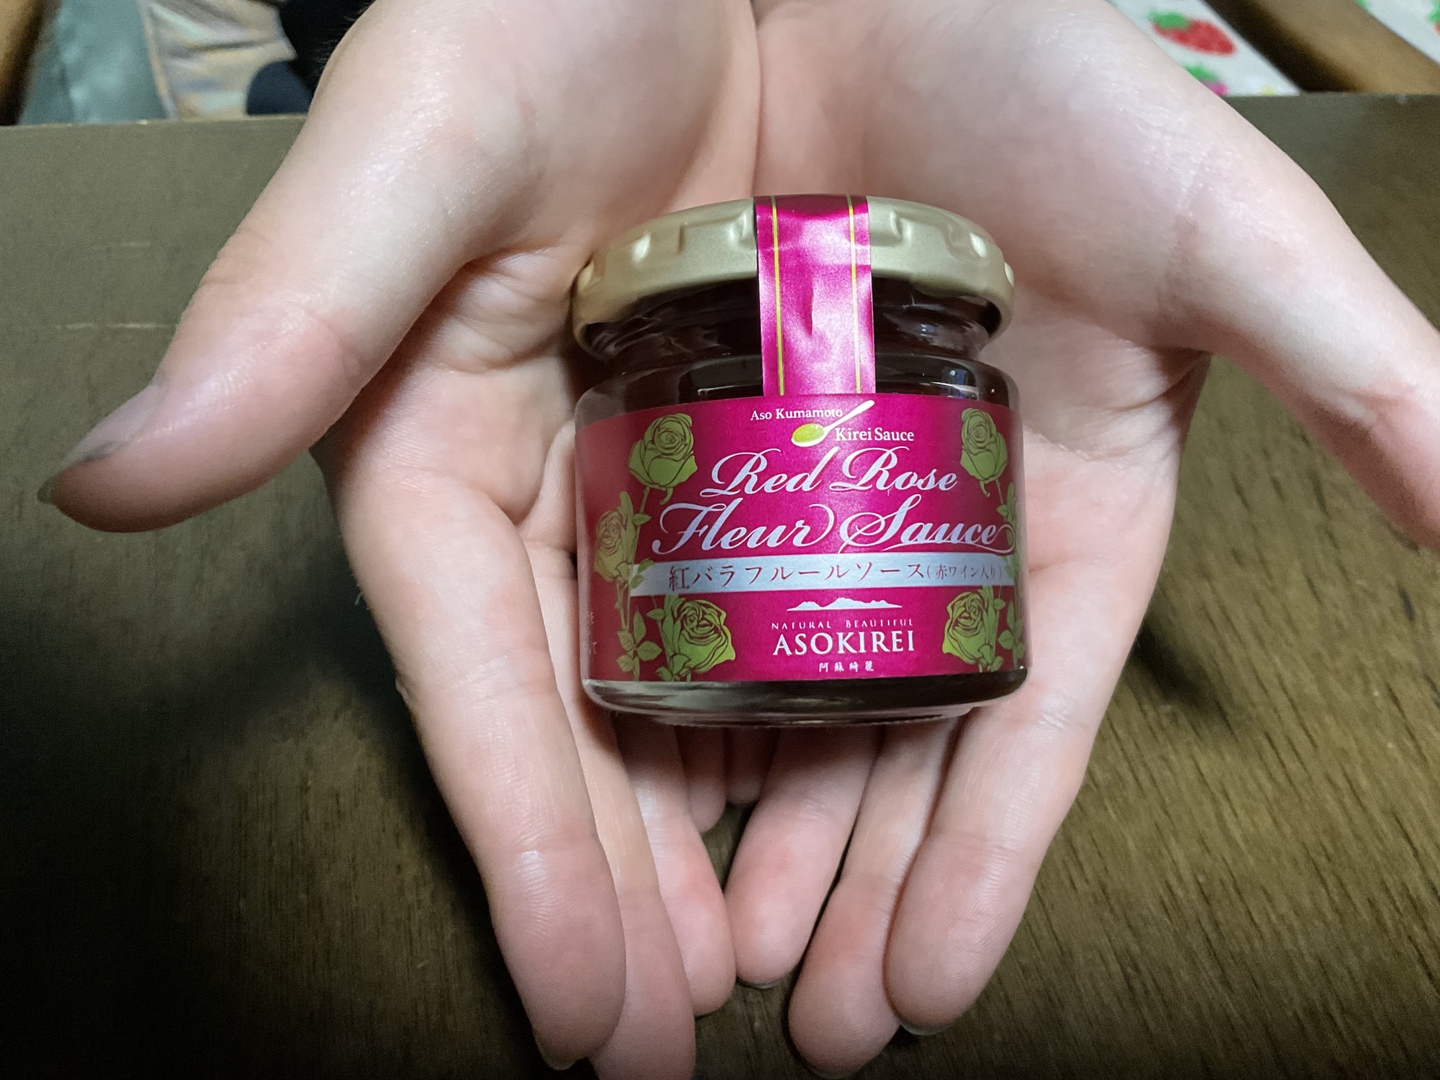 Aso Kumamoto
Kirei Sauce
Red Rose
Fleur Sauce
紅バラフルールソース(赤ワイン入り)
NATURAL BEAUTIFUL
ASOKIREI
阿蘇綺麗